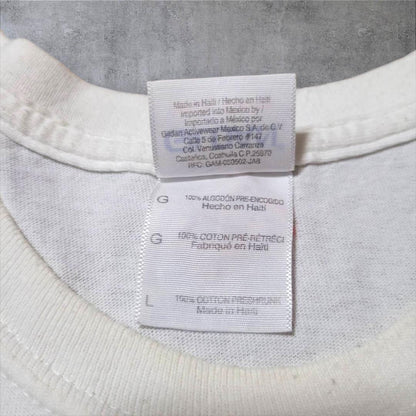 Made in Haiti / Hecho en Haiti
imported into Mexico by /
Importado a México por
Gildan Activewear Mexico S.A. de C.V
Calle 5 de Febrero #147
Col. Venustiano Carranza
Castaños, Coahuila C.P. 25870
RFC: GAM-050502-JA8
G 100% ALGODÓN PRE-ENCOGIDO
Hecho en Haití
G 100% COTON PRÉ-RÉTRÉCI
Fabriqué en Haïti
L 100% COTTON PRESHRUNK
Made in Haiti